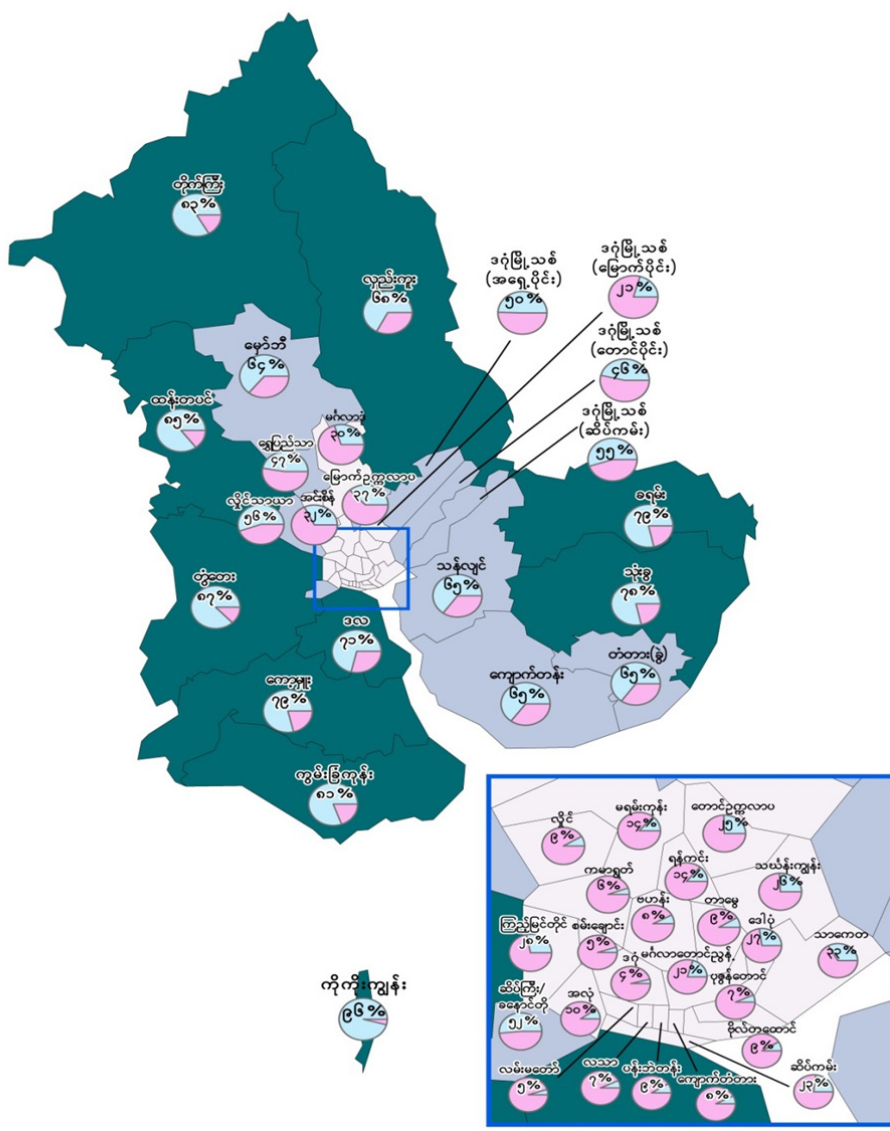 တိုက်ကြီး
၈၃%
လှည်းကူး
၆၈%
ဒဂုံမြို့သစ်
(အရှေ့ပိုင်း)
၅၀%
ဒဂုံမြို့သစ်
(မြောက်ပိုင်း)
၂၁%
ဒဂုံမြို့သစ်
(တောင်ပိုင်း)
၄၆%
ဒဂုံမြို့သစ်
(ဆိပ်ကမ်း)
၅၅%
မှော်ဘီ
၆၄%
ထန်းတပင်
၈၅%
မင်္ဂလာဒုံ
၃၀%
ရွှေပြည်သာ
၄၇%
မြောက်ဥက္ကလာပ
၃၇%
လှိုင်သာယာ
၅၆%
အင်းစိန်
၃၂%
ခရမ်း
၇၉%
သန်လျင်
၆၅%
တွံတေး
၈၇%
သုံးခွ
၇၈%
ဒလ
၇၁%
တံတား(ခွဲ)
၆၅%
ကျောက်တန်း
၆၅%
ကော့မှူး
၇၉%
ကွမ်းခြံကုန်း
၈၁%
ကိုကိုးကျွန်း
၉၆%
လှိုင်
၉%
မရမ်းကုန်း
၁၄%
တောင်ဥက္ကလာပ
၂၅%
ကမာရွတ်
၆%
ရန်ကင်း
၁၄%
သင်္ဃန်းကျွန်း
၂၆%
ဗဟန်း
၈%
တာမွေ
၉%
ဒေါပုံ
၂၇%
သာကေတ
၃၃%
ကြည့်မြင်တိုင်
၂၈%
စမ်းချောင်း
၅%
ဒဂုံ
၄%
မင်္ဂလာတောင်ညွန့်
၂၁%
ပုဇွန်တောင်
၇%
ဆိပ်ကြီး/
ခနောင်တို
၅၂%
အလုံ
၁၀%
ဗိုလ်တထောင်
၉%
လမ်းမတော်
၅%
လသာ
၇%
ပန်းဘဲတန်း
၉%
ကျောက်တံတား
၈%
ဆိပ်ကမ်း
၂၃%